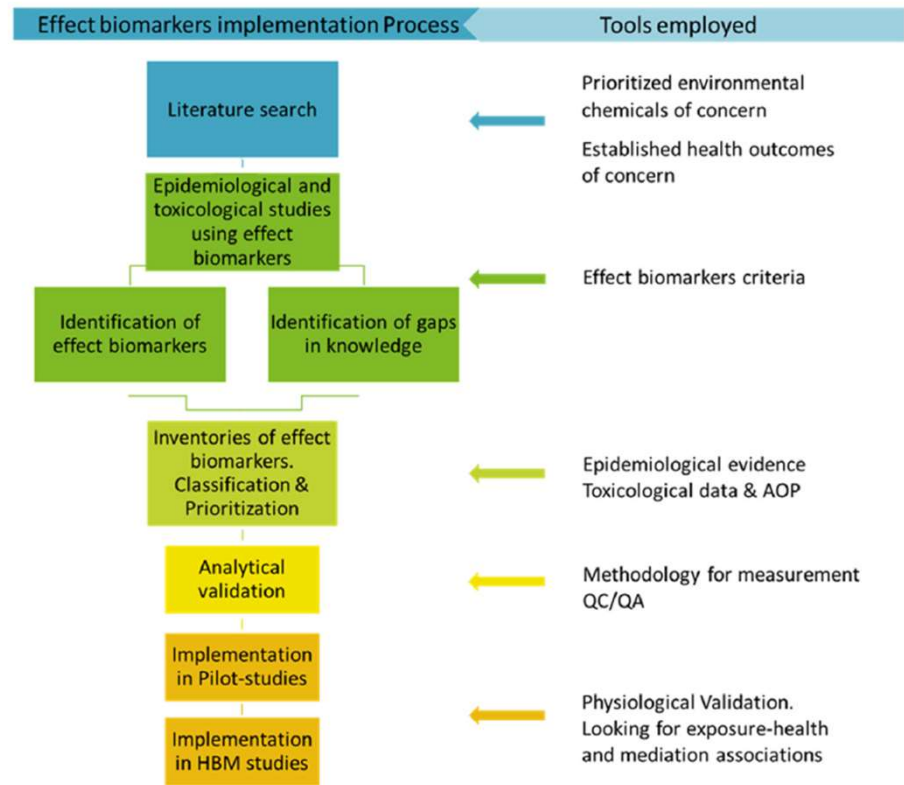 Effect biomarkers implementation Process
Tools employed
Literature search
Prioritized environmental
chemicals of concern
Established health outcomes
of concern
Epidemiological and
toxicological studies
using effect
biomarkers
Effect biomarkers criteria
Identification of
effect biomarkers
Identification of gaps
in knowledge
Inventories of effect
biomarkers.
Classification &
Prioritization
Epidemiological evidence
Toxicological data & AOP
Analytical
validation
Methodology for measurement
QC/QA
Implementation
in Pilot-studies
Implementation
in HBM studies
Physiological Validation.
Looking for exposure-health
and mediation associations